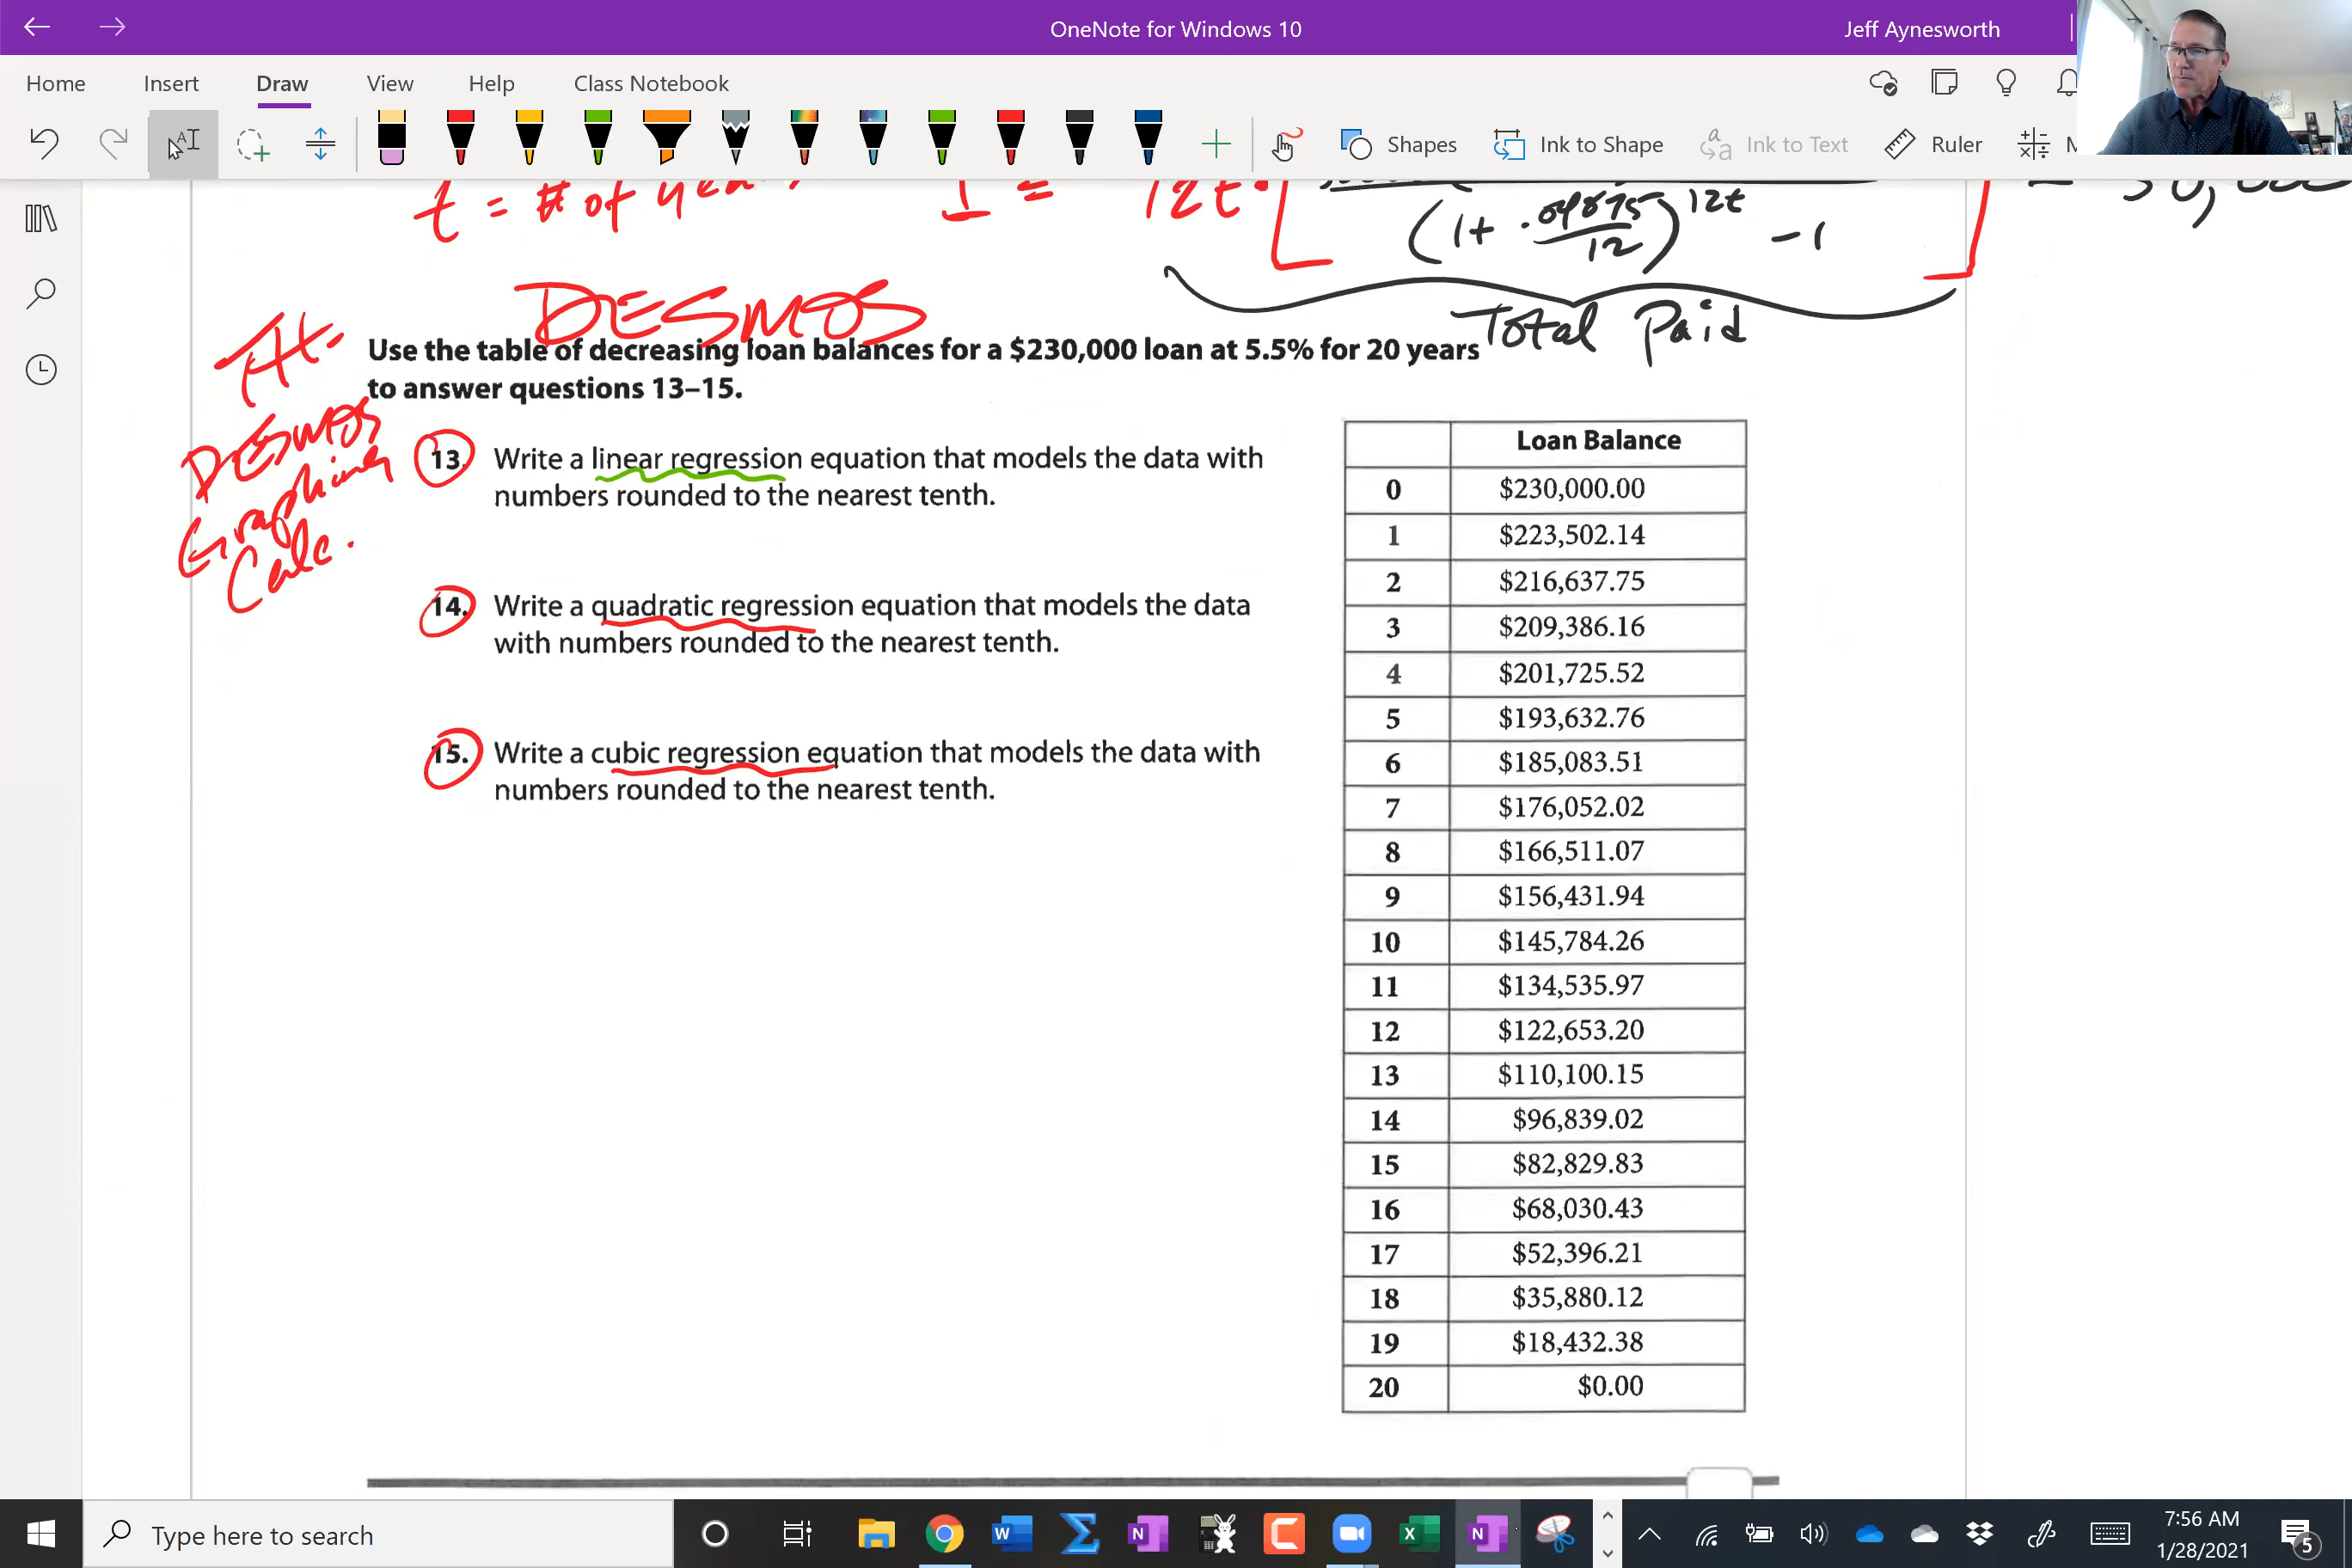 OneNote for Windows 10
Jeff Aynesworth
Home Insert Draw View Help Class Notebook
Shapes Ink to Shape Ink to Text Ruler
t = # of I = 12t
(1 + .04875/12)^12t - 1
DESMOS
Total Paid
Use the table of decreasing loan balances for a $230,000 loan at 5.5% for 20 years
to answer questions 13–15.
DESMOS
Graphing
Calc.
13. Write a linear regression equation that models the data with
numbers rounded to the nearest tenth.
14. Write a quadratic regression equation that models the data
with numbers rounded to the nearest tenth.
15. Write a cubic regression equation that models the data with
numbers rounded to the nearest tenth.
Loan Balance
0 $230,000.00
1 $223,502.14
2 $216,637.75
3 $209,386.16
4 $201,725.52
5 $193,632.76
6 $185,083.51
7 $176,052.02
8 $166,511.07
9 $156,431.94
10 $145,784.26
11 $134,535.97
12 $122,653.20
13 $110,100.15
14 $96,839.02
15 $82,829.83
16 $68,030.43
17 $52,396.21
18 $35,880.12
19 $18,432.38
20 $0.00
Type here to search
7:56 AM
1/28/2021
5